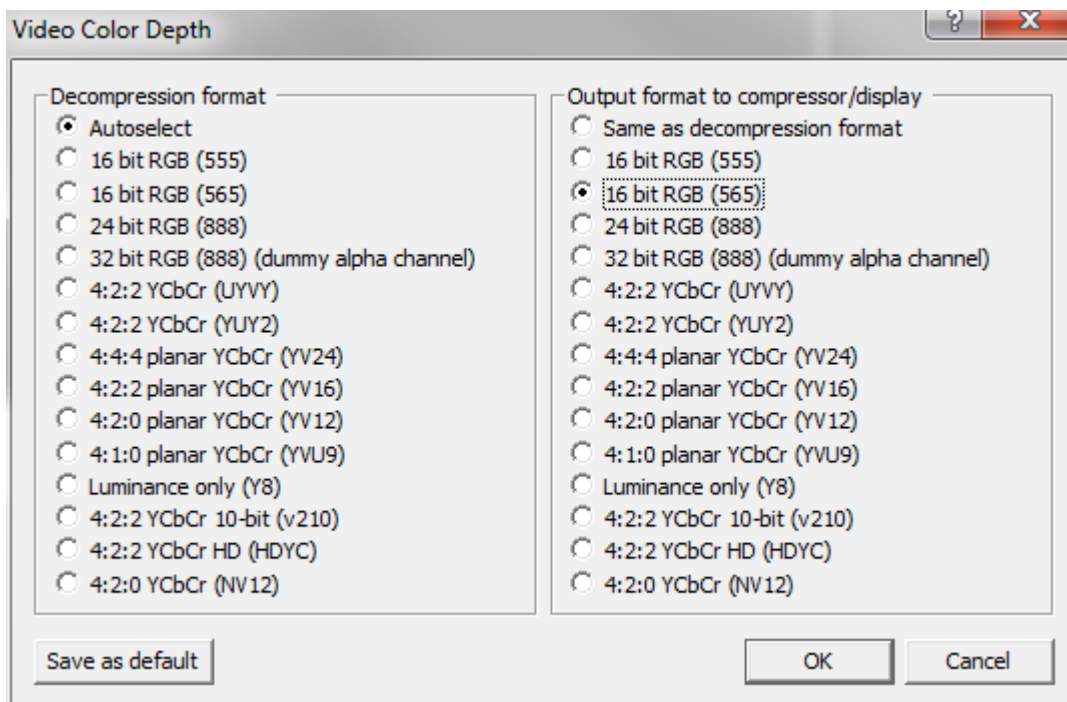 Video Color Depth
?
Decompression format
Autoselect
16 bit RGB (555)
16 bit RGB (565)
24 bit RGB (888)
32 bit RGB (888) (dummy alpha channel)
4:2:2 YCbCr (UYVY)
4:2:2 YCbCr (YUY2)
4:4:4 planar YCbCr (YV24)
4:2:2 planar YCbCr (YV16)
4:2:0 planar YCbCr (YV12)
4:1:0 planar YCbCr (YVU9)
Luminance only (Y8)
4:2:2 YCbCr 10-bit (v210)
4:2:2 YCbCr HD (HDYC)
4:2:0 YCbCr (NV12)
Output format to compressor/display
Same as decompression format
16 bit RGB (555)
16 bit RGB (565)
24 bit RGB (888)
32 bit RGB (888) (dummy alpha channel)
4:2:2 YCbCr (UYVY)
4:2:2 YCbCr (YUY2)
4:4:4 planar YCbCr (YV24)
4:2:2 planar YCbCr (YV16)
4:2:0 planar YCbCr (YV12)
4:1:0 planar YCbCr (YVU9)
Luminance only (Y8)
4:2:2 YCbCr 10-bit (v210)
4:2:2 YCbCr HD (HDYC)
4:2:0 YCbCr (NV12)
Save as default
OK
Cancel